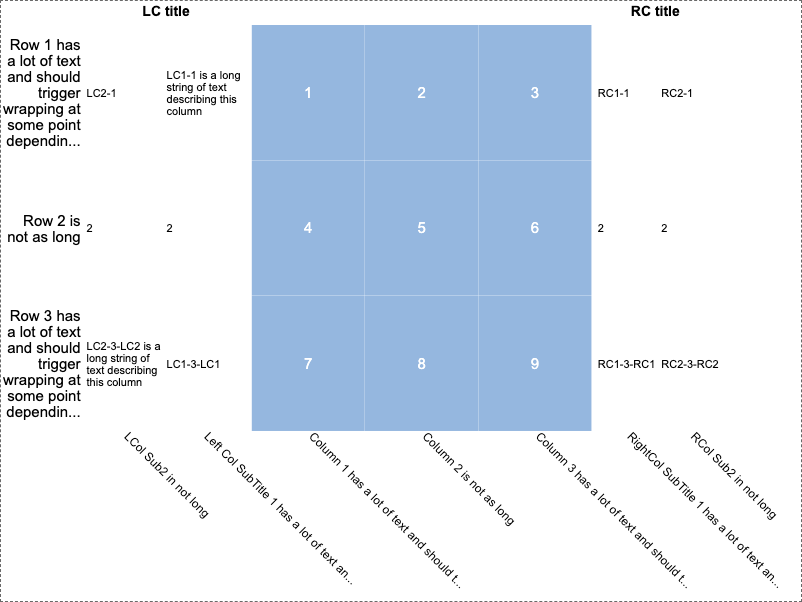 LC title
RC title
Row 1 has
a lot of text
and should
trigger
wrapping at
some point
dependin...
LC2-1
LC1-1 is a long
string of text
describing this
column
1
2
3
RC1-1
RC2-1
Row 2 is
not as long
2
2
4
5
6
2
2
Row 3 has
a lot of text
and should
trigger
wrapping at
some point
dependin...
LC2-3-LC2 is a
long string of
text describing
this column
LC1-3-LC1
7
8
9
RC1-3-RC1
RC2-3-RC2
LCol Sub2 in not long
Left Col SubTitle 1 has a lot of text an...
Column 1 has a lot of text and should t...
Column 2 is not as long
Column 3 has a lot of text and should t...
RightCol SubTitle 1 has a lot of text an...
RCol Sub2 in not long